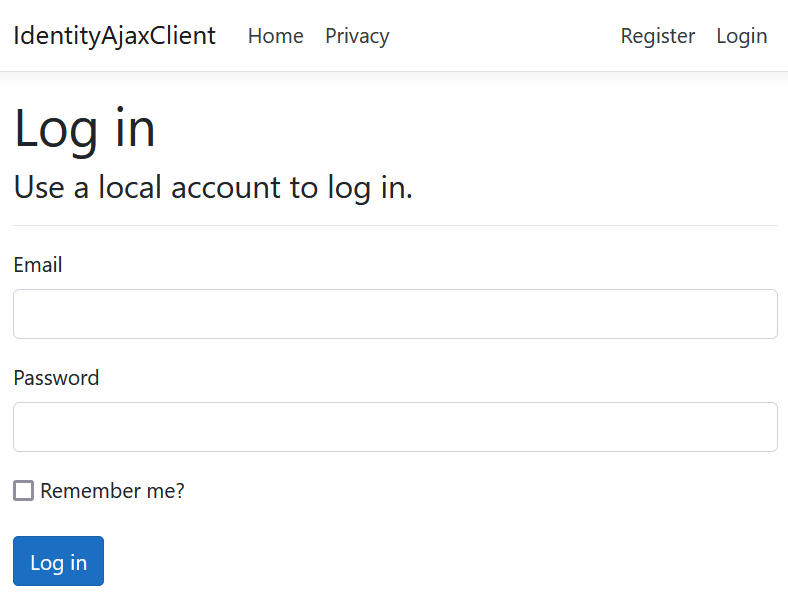 IdentityAjaxClient Home Privacy Register Login
Log in
Use a local account to log in.
Email
Password
Remember me?
Log in